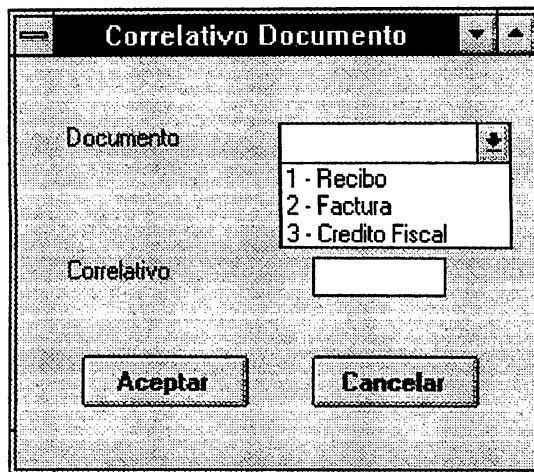 Correlativo Documento
Documento
1 - Recibo
2 - Factura
3 - Credito Fiscal
Correlativo
Aceptar
Cancelar